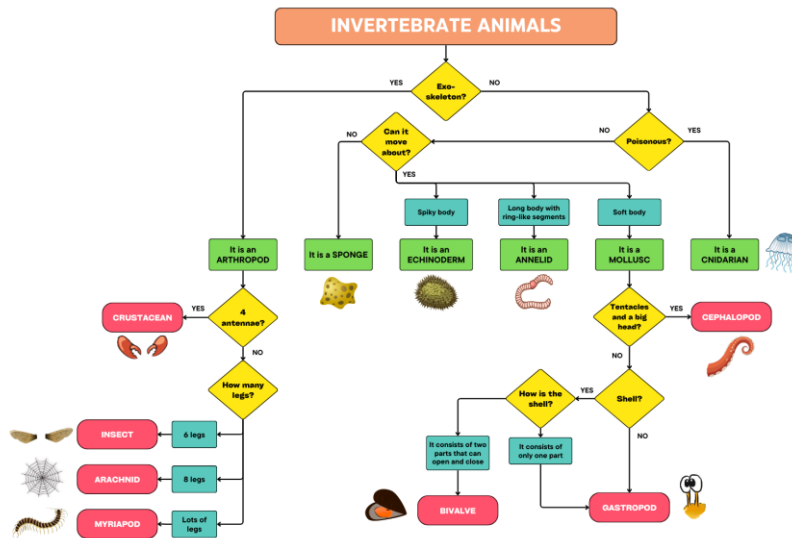 INVERTEBRATE ANIMALS
YES
Exo-
skeleton?
NO
NO
Can it
move
about?
YES
NO
Poisonous?
YES
Spiky body
Long body with
ring-like segments
Soft body
It is an
ARTHROPOD
It is a SPONGE
It is an
ECHINODERM
It is an
ANNELID
It is a
MOLLUSC
It is a
CNIDARIAN
CRUSTACEAN
YES
4
antennae?
NO
Tentacles
and a big
head?
YES
CEPHALOPOD
NO
How many
legs?
How is the
shell?
YES
Shell?
NO
INSECT
6 legs
ARACHNID
8 legs
MYRIAPOD
Lots of
legs
It consists of two
parts that can
open and close
It consists of
only one part
BIVALVE
GASTROPOD